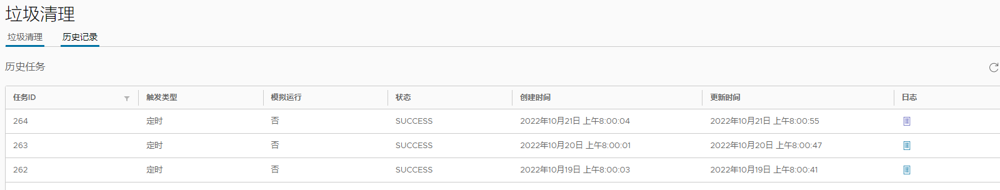 垃圾清理
垃圾清理 历史记录
历史任务
任务ID 触发类型 模拟运行 状态 创建时间 更新时间 日志
264 定时 否 SUCCESS 2022年10月21日 上午8:00:04 2022年10月21日 上午8:00:55
263 定时 否 SUCCESS 2022年10月20日 上午8:00:01 2022年10月20日 上午8:00:47
262 定时 否 SUCCESS 2022年10月19日 上午8:00:03 2022年10月19日 上午8:00:41